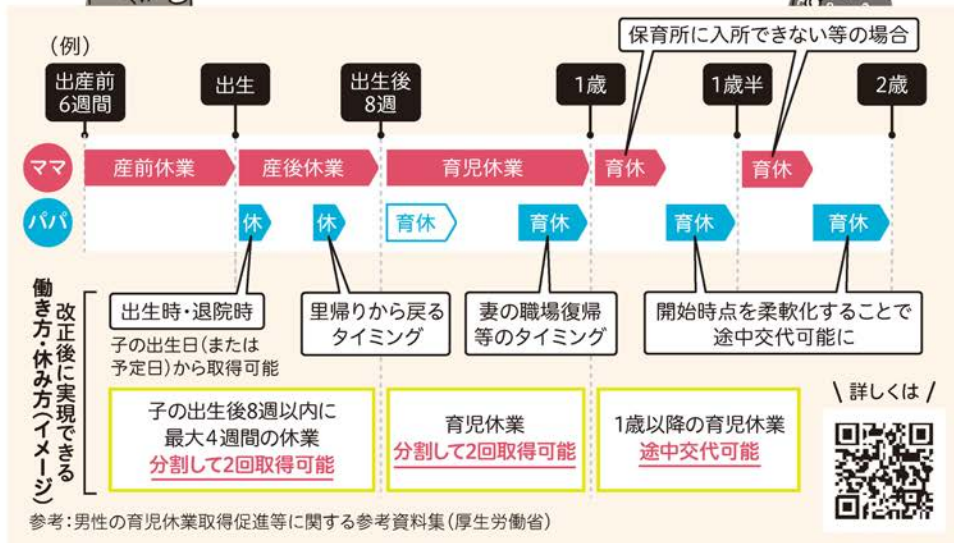 (例)
保育所に入所できない等の場合
出産前
6週間
出生
出生後
8週
1歳
1歳半
2歳
ママ
産前休業
産後休業
育児休業
育休
育休
パパ
休
休
育休
育休
育休
育休
改正後に実現できる
働き方・休み方(イメージ)
出生時・退院時
子の出生日(または
予定日)から取得可能
里帰りから戻る
タイミング
妻の職場復帰
等のタイミング
開始時点を柔軟化することで
途中交代可能に
子の出生後8週以内に
最大4週間の休業
分割して2回取得可能
育児休業
分割して2回取得可能
1歳以降の育児休業
途中交代可能
\ 詳しくは /
参考:男性の育児休業取得促進等に関する参考資料集(厚生労働省)